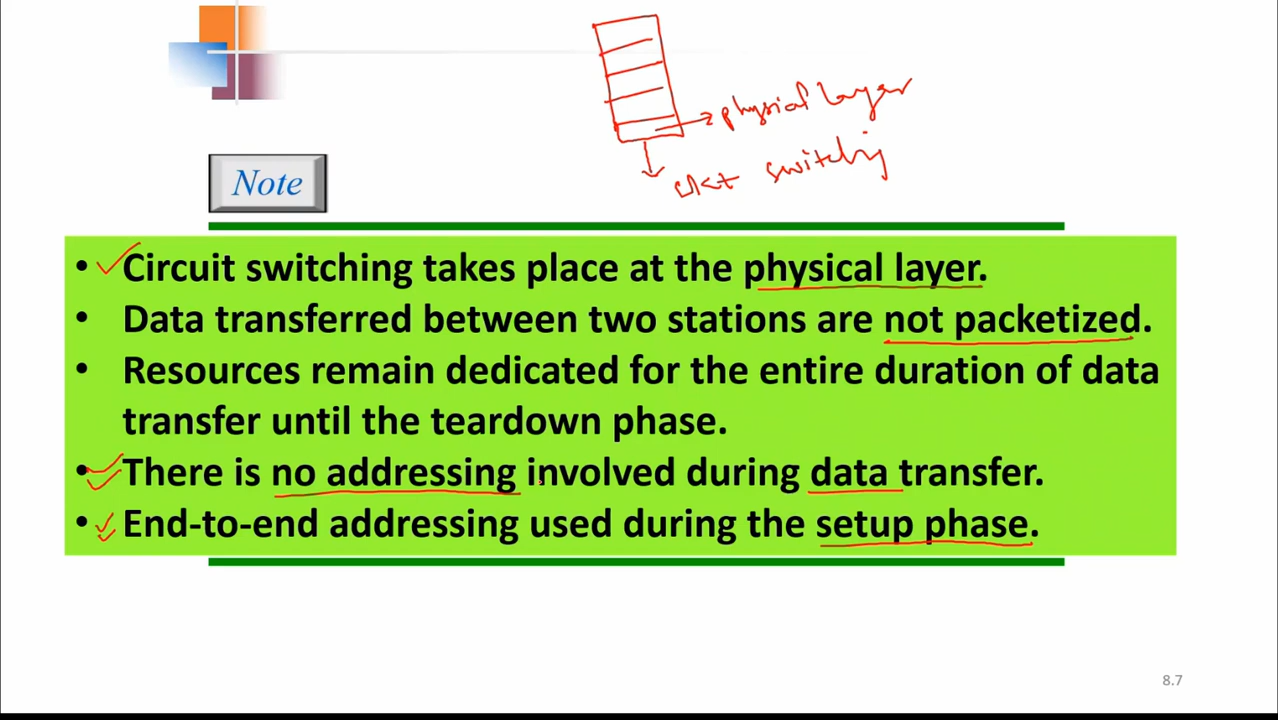 physical layer
ckt switching
Note
• Circuit switching takes place at the physical layer.
• Data transferred between two stations are not packetized.
• Resources remain dedicated for the entire duration of data
transfer until the teardown phase.
• There is no addressing involved during data transfer.
• End-to-end addressing used during the setup phase.
8.7